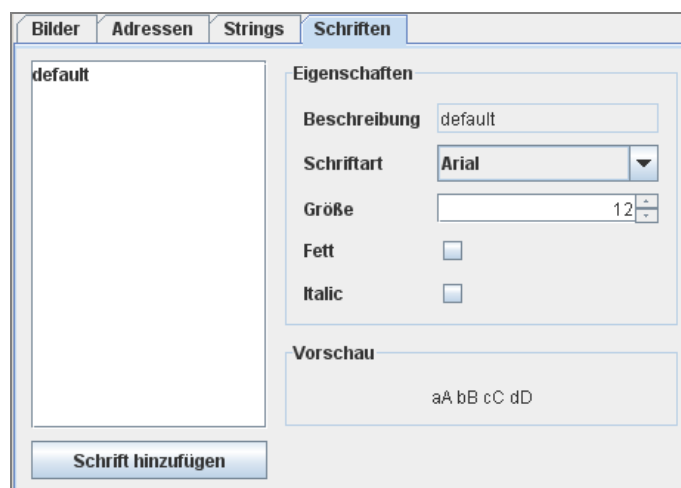 Bilder Adressen Strings Schriften
default
Eigenschaften
Beschreibung default
Schriftart Arial
Größe 12
Fett
Italic
Vorschau
aA bB cC dD
Schrift hinzufügen